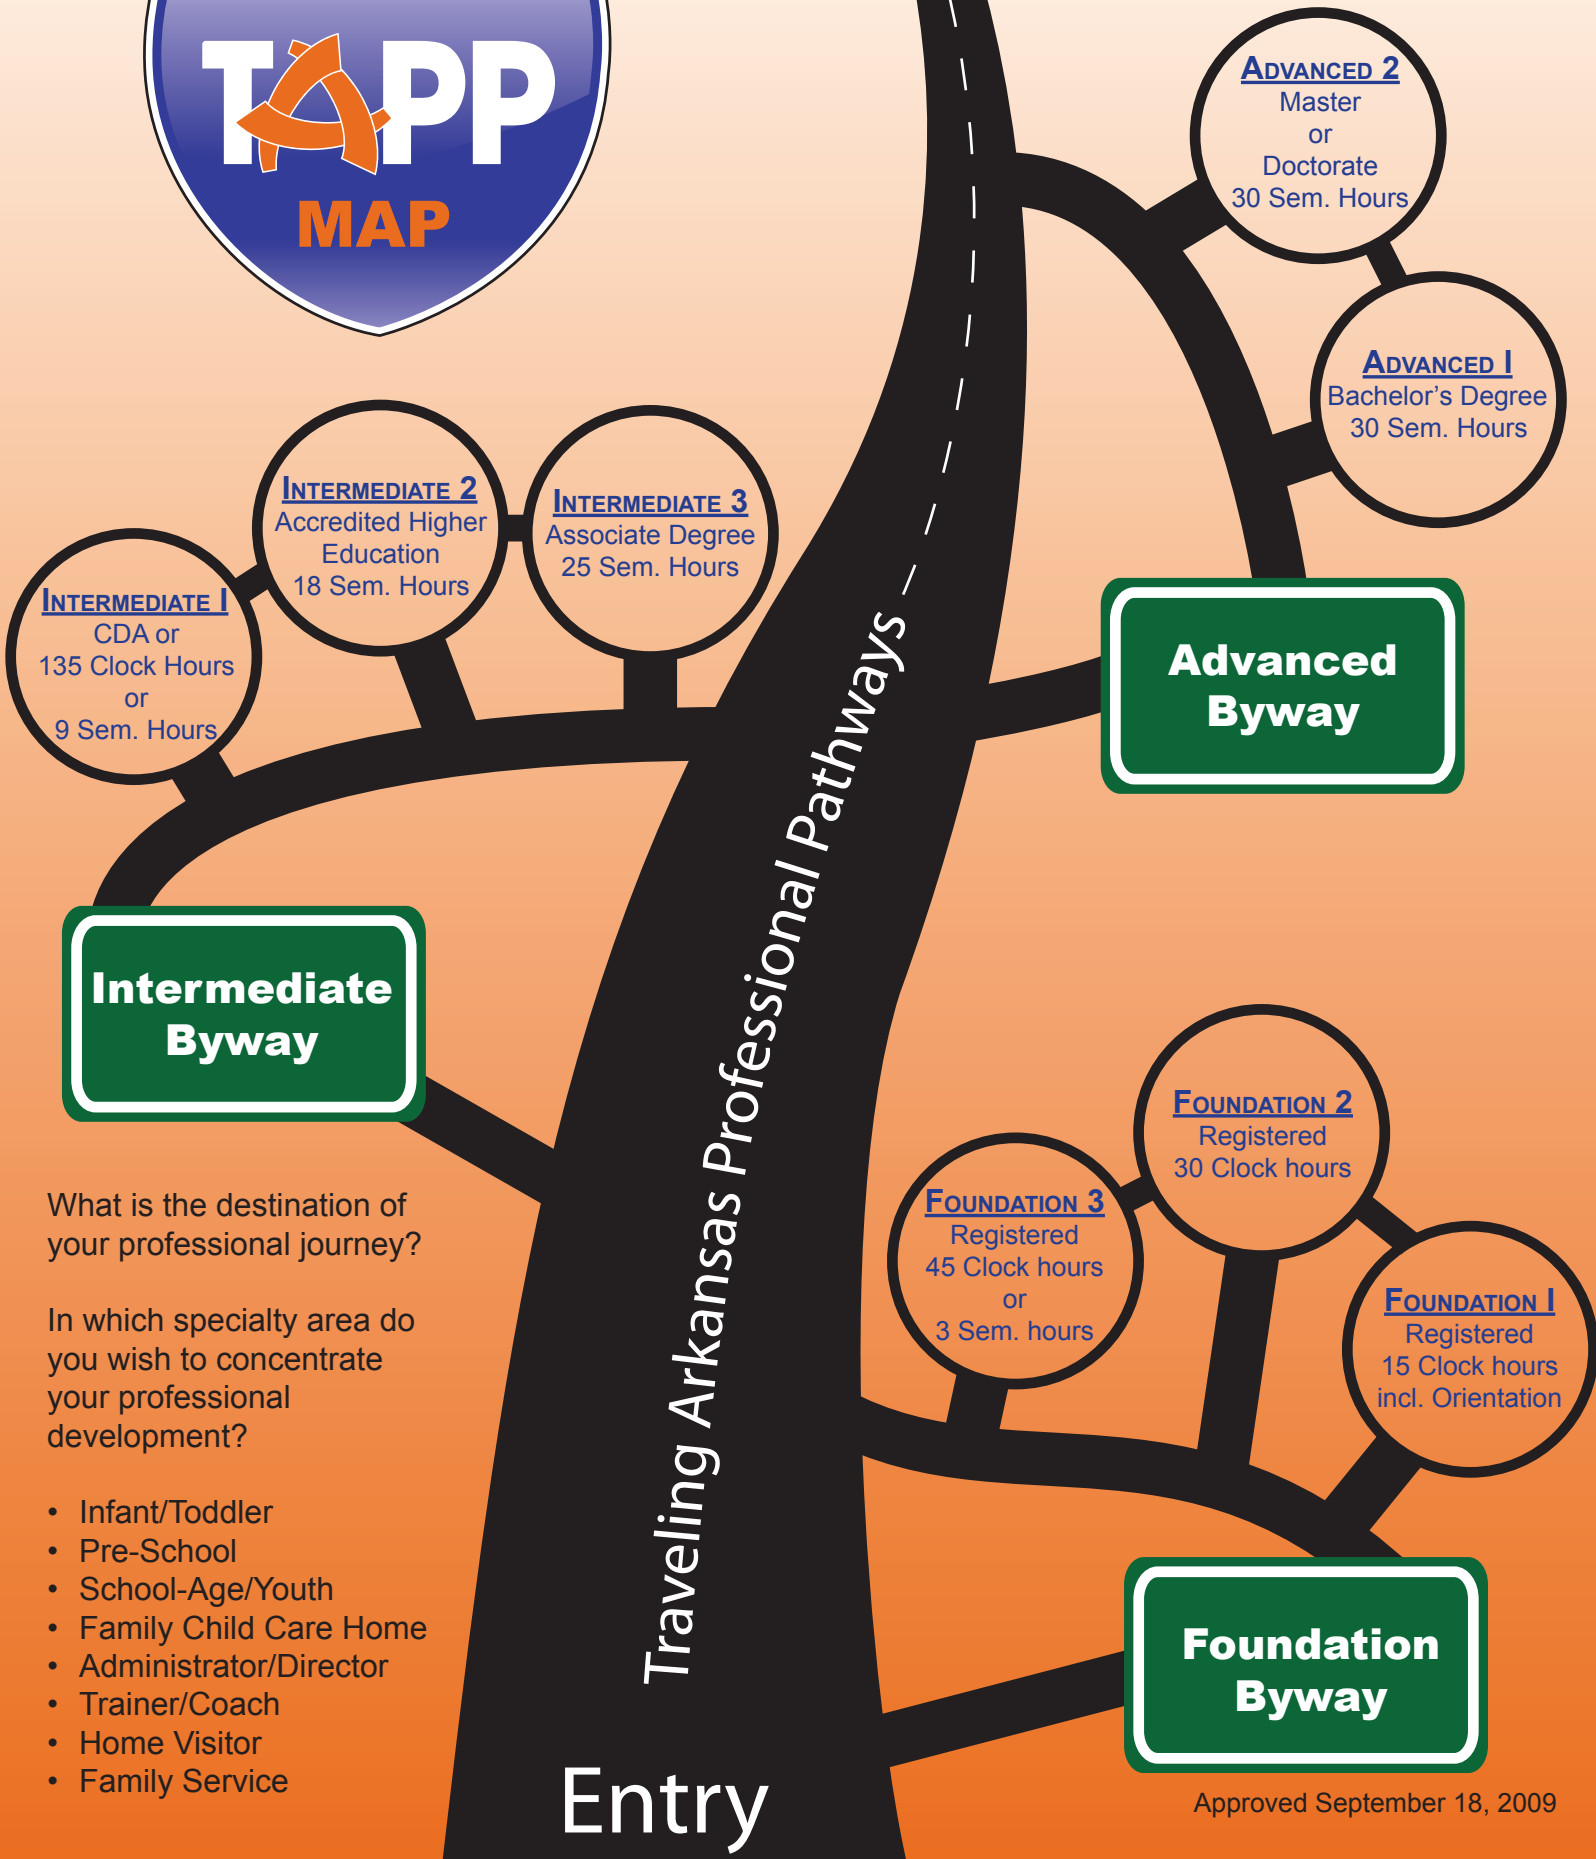 TAPP
MAP
ADVANCED 2
Master
or
Doctorate
30 Sem. Hours
ADVANCED I
Bachelor's Degree
30 Sem. Hours
INTERMEDIATE 2
Accredited Higher
Education
18 Sem. Hours
INTERMEDIATE 3
Associate Degree
25 Sem. Hours
INTERMEDIATE I
CDA or
135 Clock Hours
or
9 Sem. Hours
Advanced
Byway
Intermediate
Byway
Traveling Arkansas Professional Pathways
FOUNDATION 2
Registered
30 Clock hours
FOUNDATION 3
Registered
45 Clock hours
or
3 Sem. hours
FOUNDATION I
Registered
15 Clock hours
incl. Orientation
What is the destination of
your professional journey?
In which specialty area do
you wish to concentrate
your professional
development?
• Infant/Toddler
• Pre-School
• School-Age/Youth
• Family Child Care Home
• Administrator/Director
• Trainer/Coach
• Home Visitor
• Family Service
Foundation
Byway
Entry
Approved September 18, 2009